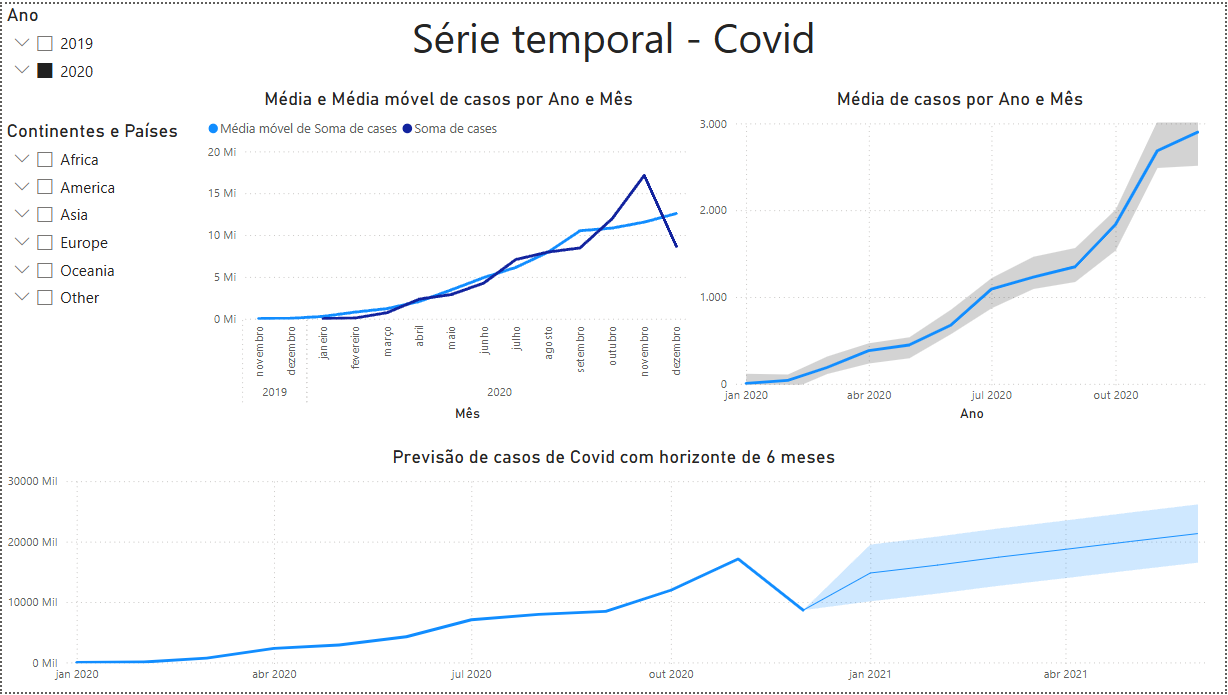 Ano
2019
2020
Série temporal - Covid
Continentes e Países
Africa
America
Asia
Europe
Oceania
Other
Média e Média móvel de casos por Ano e Mês
Média móvel de Soma de cases Soma de cases
20 Mi
15 Mi
10 Mi
5 Mi
0 Mi
novembro dezembro janeiro fevereiro março abril maio junho julho agosto setembro outubro novembro dezembro
2019 2020
Mês
Média de casos por Ano e Mês
3.000
2.000
1.000
0
jan 2020 abr 2020 jul 2020 out 2020
Ano
Previsão de casos de Covid com horizonte de 6 meses
30000 Mil
20000 Mil
10000 Mil
0 Mil
jan 2020 abr 2020 jul 2020 out 2020 jan 2021 abr 2021